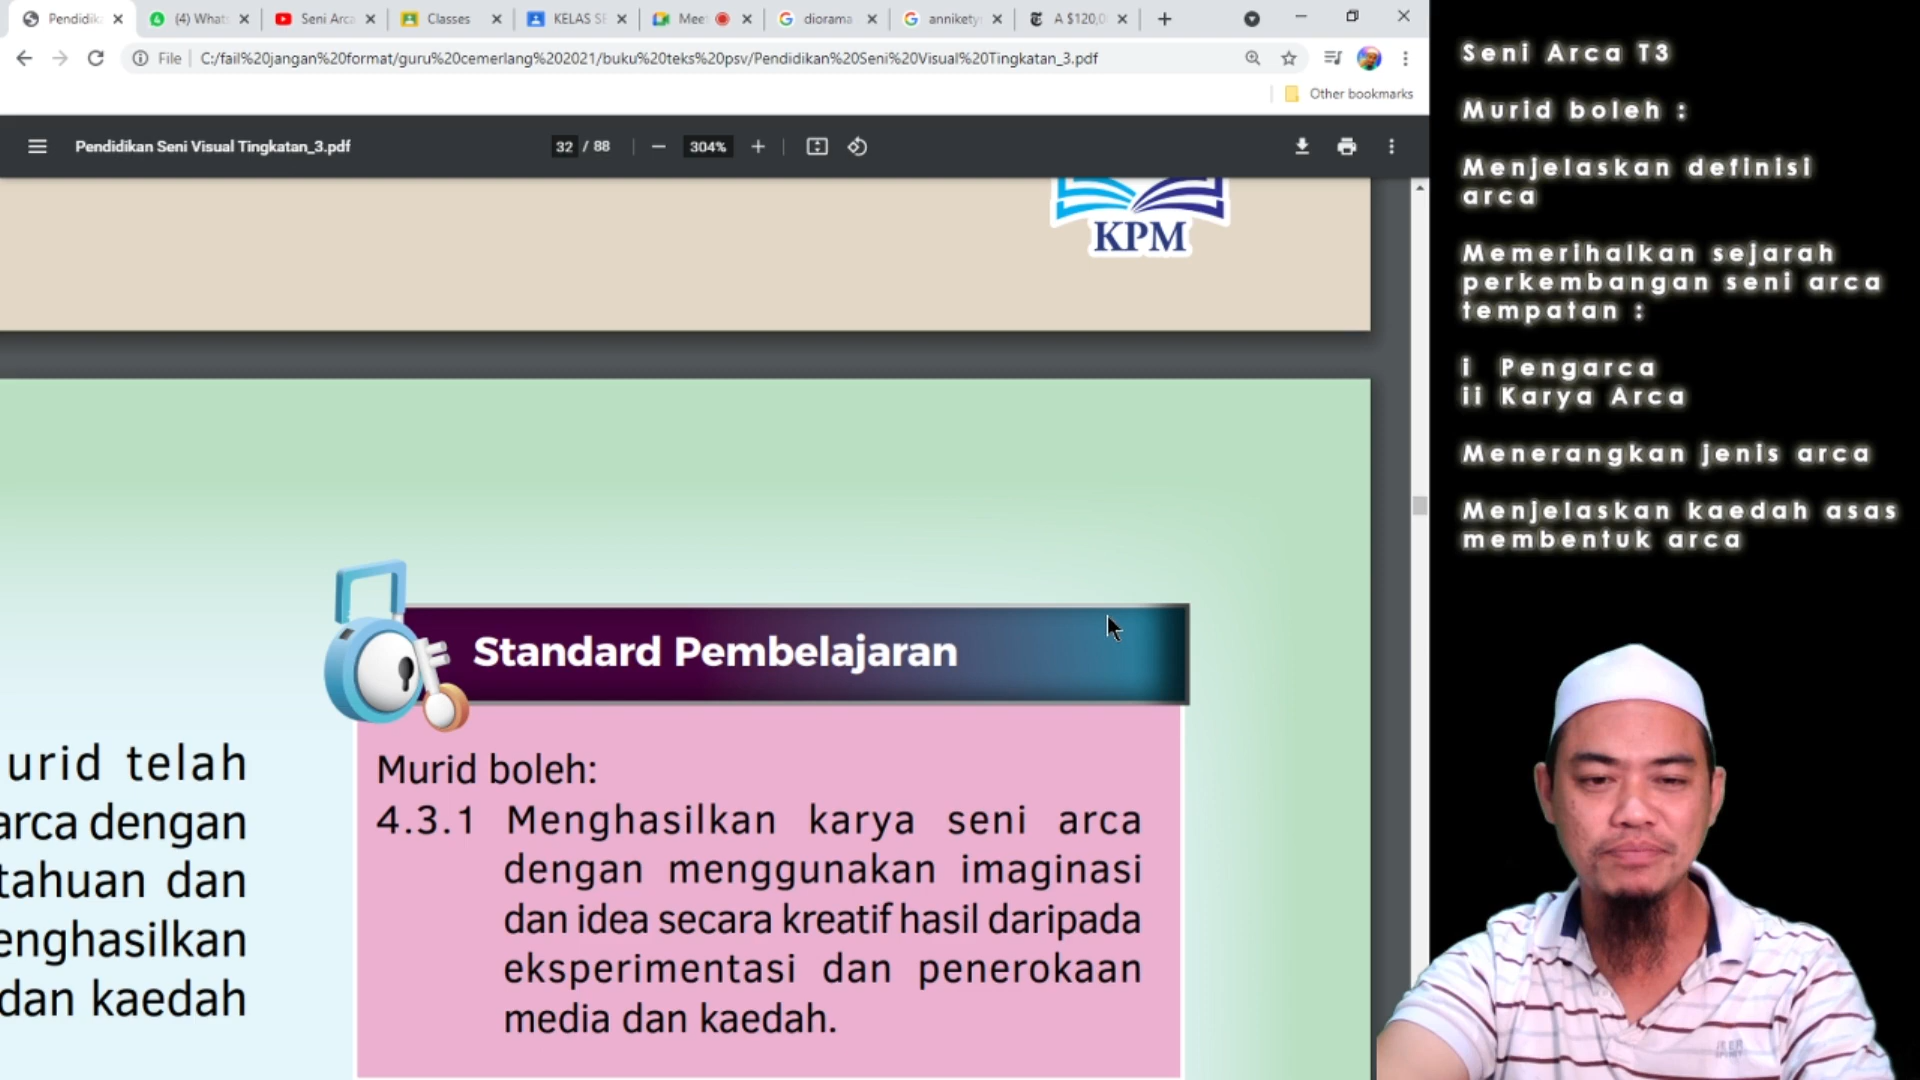 Pendidik
(4) Whats
Seni Arca
Classes
KELAS SE
Meet
diorama
annikety
A $120,0
File
C:/fail%20jangan%20format/guru%20cemerlang%202021/buku%20teks%20psv/Pendidikan%20Seni%20Visual%20Tingkatan_3.pdf
Other bookmarks
Pendidikan Seni Visual Tingkatan_3.pdf
32 / 88
304%
KPM
Standard Pembelajaran
Murid boleh:
4.3.1 Menghasilkan karya seni arca
dengan menggunakan imaginasi
dan idea secara kreatif hasil daripada
eksperimentasi dan penerokaan
media dan kaedah.
urid telah
arca dengan
tahuan dan
enghasilkan
dan kaedah
Seni Arca T3
Murid boleh :
Menjelaskan definisi
arca
Memerihalkan sejarah
perkembangan seni arca
tempatan :
i Pengarca
ii Karya Arca
Menerangkan jenis arca
Menjelaskan kaedah asas
membentuk arca